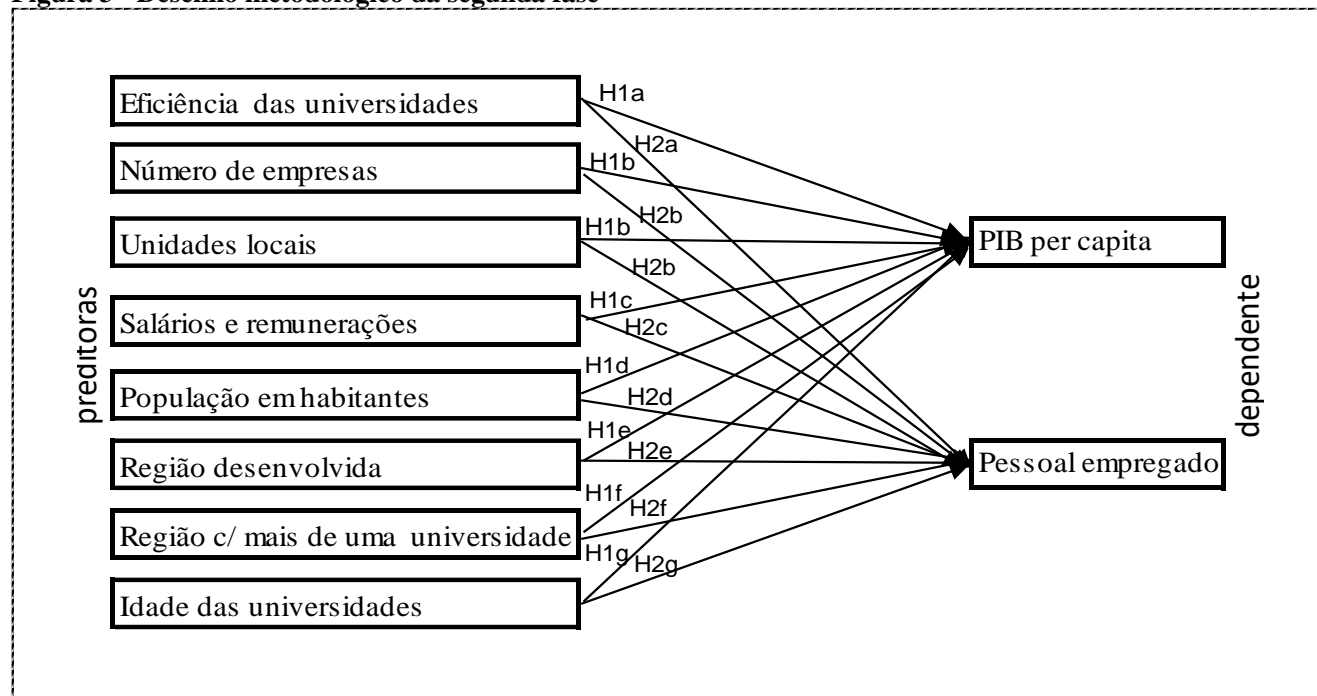 Figura 3 - Desenho metodológico da segunda fase
Eficiência das universidades
H1a
H2a
Número de empresas
H1b
H2b
Unidades locais
H1b
H2b
PIB per capita
Salários e remunerações
H1c
H2c
preditoras
dependente
População em habitantes
H1d
H2d
Região desenvolvida
H1e
H2e
Pessoal empregado
Região c/ mais de uma universidade
H1f
H2f
Idade das universidades
H1g
H2g